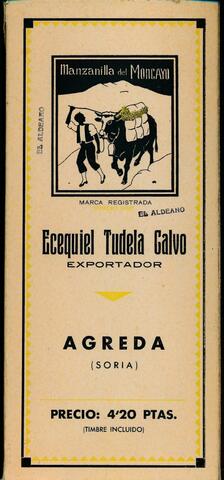 Manzanilla del MONCAYO
EL ALDEANO
MARCA REGISTRADA
EL ALDEANO
Ecequiel Tudela Calvo
EXPORTADOR
AGREDA
(SORIA)
PRECIO: 4'20 PTAS.
(TIMBRE INCLUIDO)